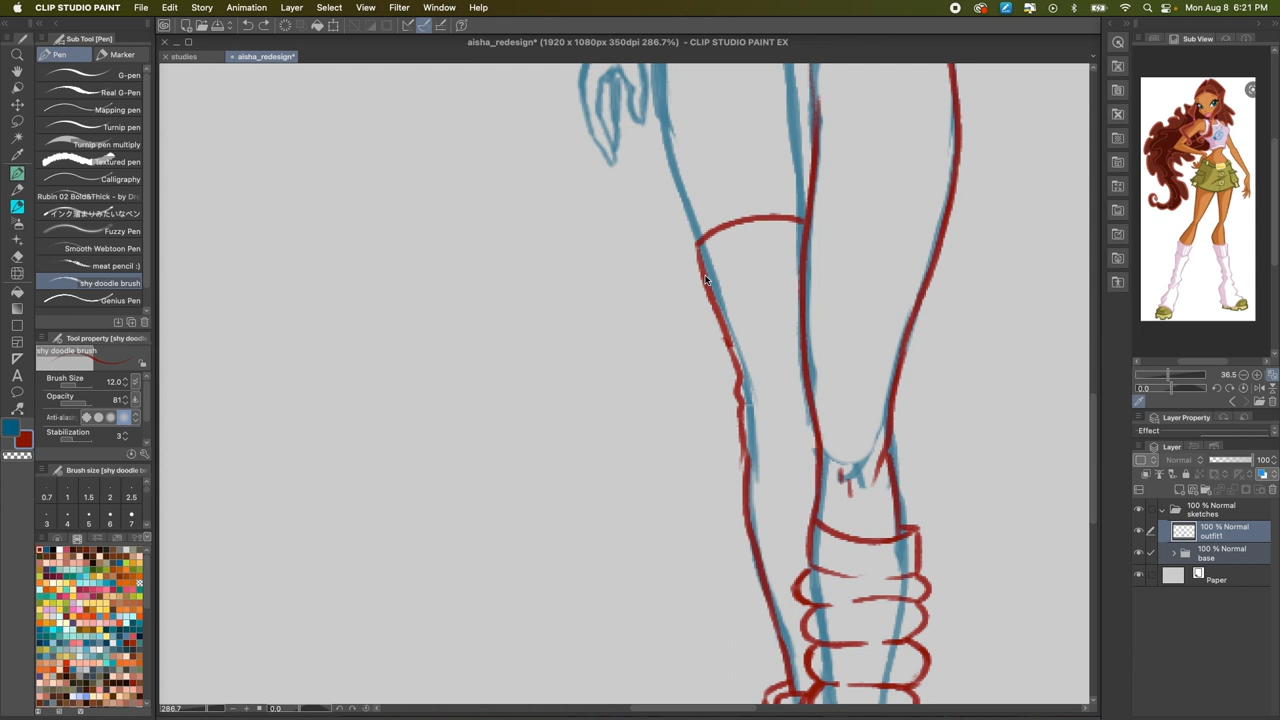 CLIP STUDIO PAINT File Edit Story Animation Layer Select View Filter Window Help Mon Aug 8 6:21 PM
aisha_redesign* (1920 x 1080px 350dpi 286.7%) - CLIP STUDIO PAINT EX
Sub Tool [Pen]
Pen Marker
studies aisha_redesign*
G-pen
Real G-Pen
Mapping pen
Turnip pen
Turnip pen multiply
Textured pen
Calligraphy
Rubin 02 Bold&Thick - by Dr
インク溜まりみたいなペン
Fuzzy Pen
Smooth Webtoon Pen
meat pencil :)
shy doodle brush
Genius Pen
Tool property [shy doodle
shy doodle brush
Brush Size 12.0
Opacity 81
Anti-aliasi
Stabilization 3
Brush size [shy doodle b
0.7 1 1.5 2 2.5
3 4 5 6 7
286.7 0.0
Sub View
36.5
0.0
Layer Property
Effect
Layer
Normal 100
100 % Normal
sketches
100 % Normal
outfit1
100 % Normal
base
Paper